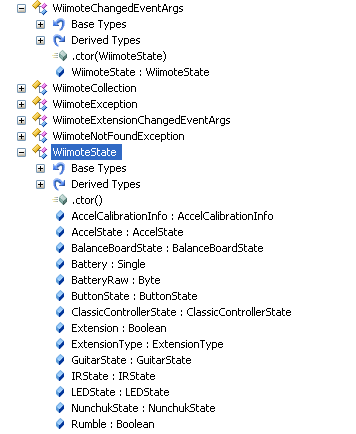 WiimoteChangedEventArgs
Base Types
Derived Types
.ctor(WiimoteState)
WiimoteState : WiimoteState
WiimoteCollection
WiimoteException
WiimoteExtensionChangedEventArgs
WiimoteNotFoundException
WiimoteState
Base Types
Derived Types
.ctor()
AccelCalibrationInfo : AccelCalibrationInfo
AccelState : AccelState
BalanceBoardState : BalanceBoardState
Battery : Single
BatteryRaw : Byte
ButtonState : ButtonState
ClassicControllerState : ClassicControllerState
Extension : Boolean
ExtensionType : ExtensionType
GuitarState : GuitarState
IRState : IRState
LEDState : LEDState
NunchukState : NunchukState
Rumble : Boolean